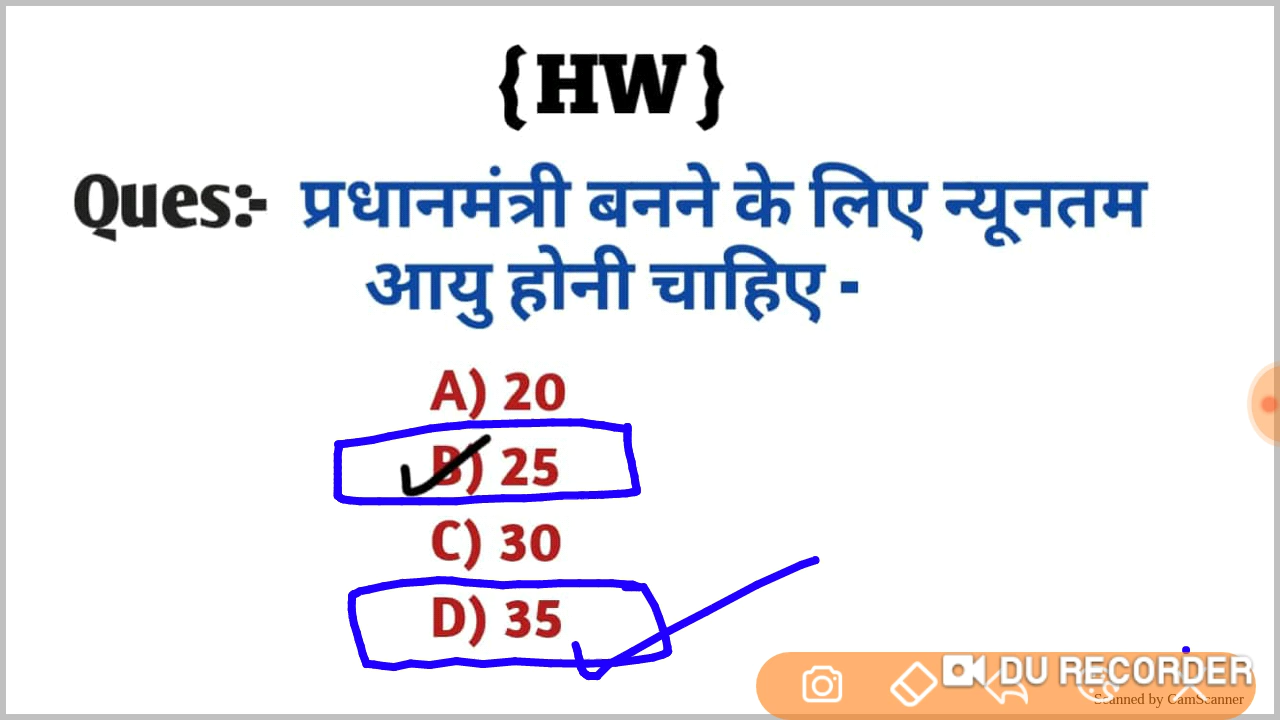 {HW}
Ques:- प्रधानमंत्री बनने के लिए न्यूनतम
आयु होनी चाहिए -
A) 20
B) 25
C) 30
D) 35
DU RECORDER
Scanned by CamScanner